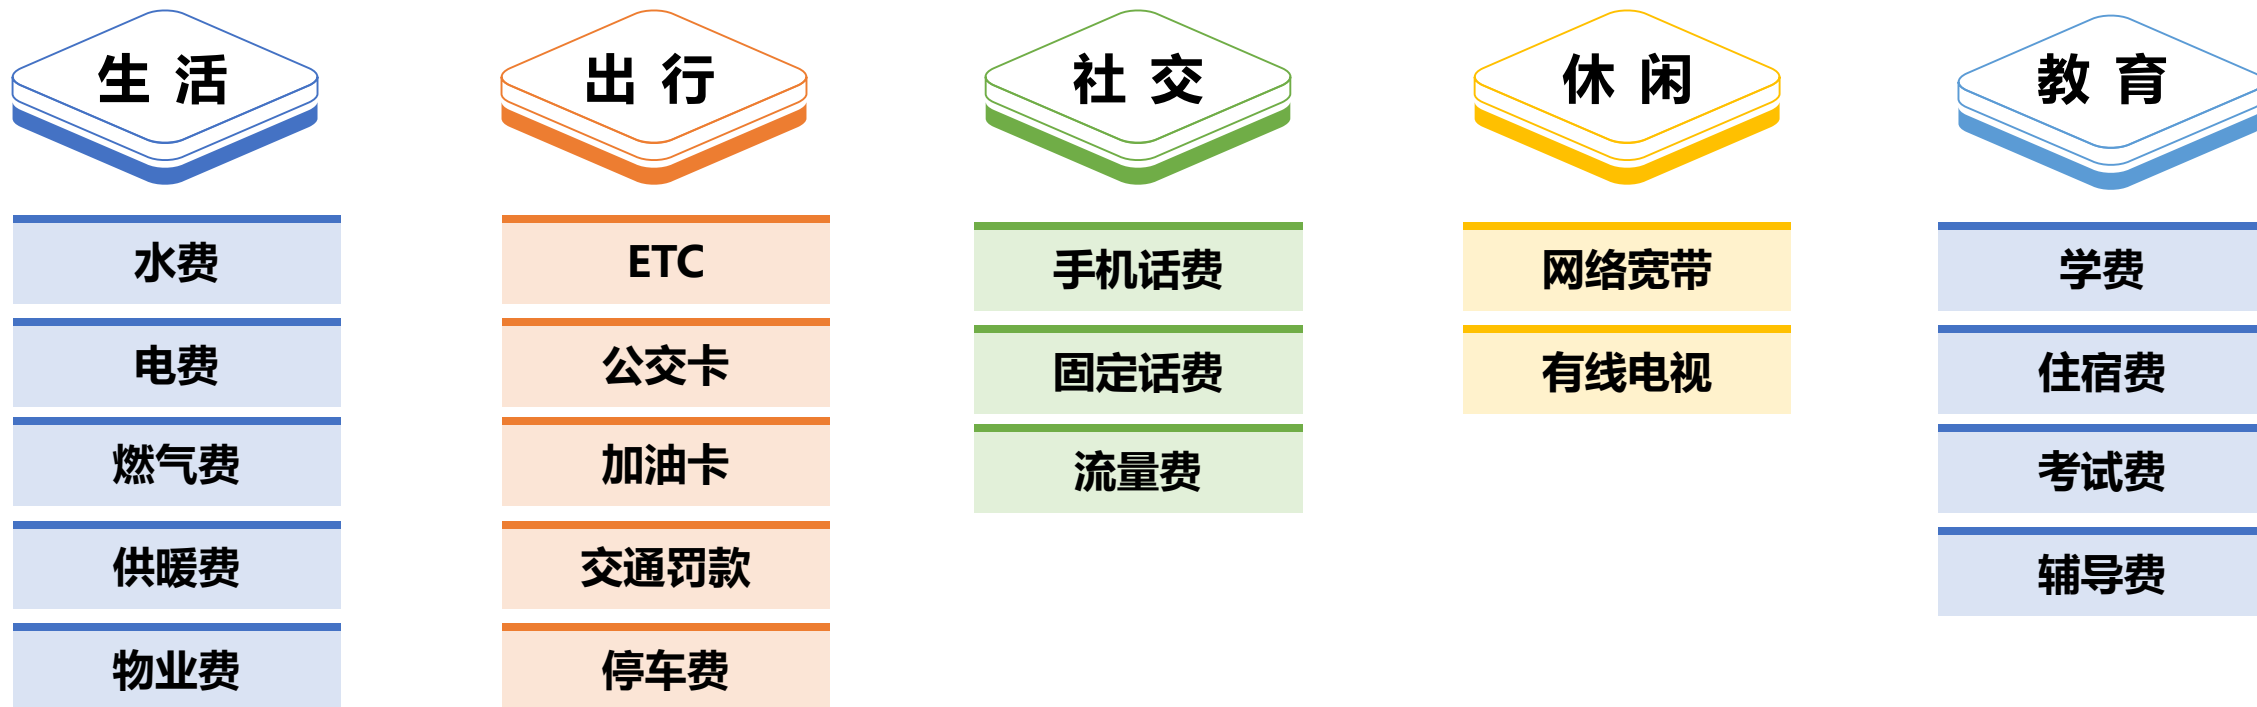 生活
水费
电费
燃气费
供暖费
物业费
出行
ETC
公交卡
加油卡
交通罚款
停车费
社交
手机话费
固定话费
流量费
休闲
网络宽带
有线电视
教育
学费
住宿费
考试费
辅导费